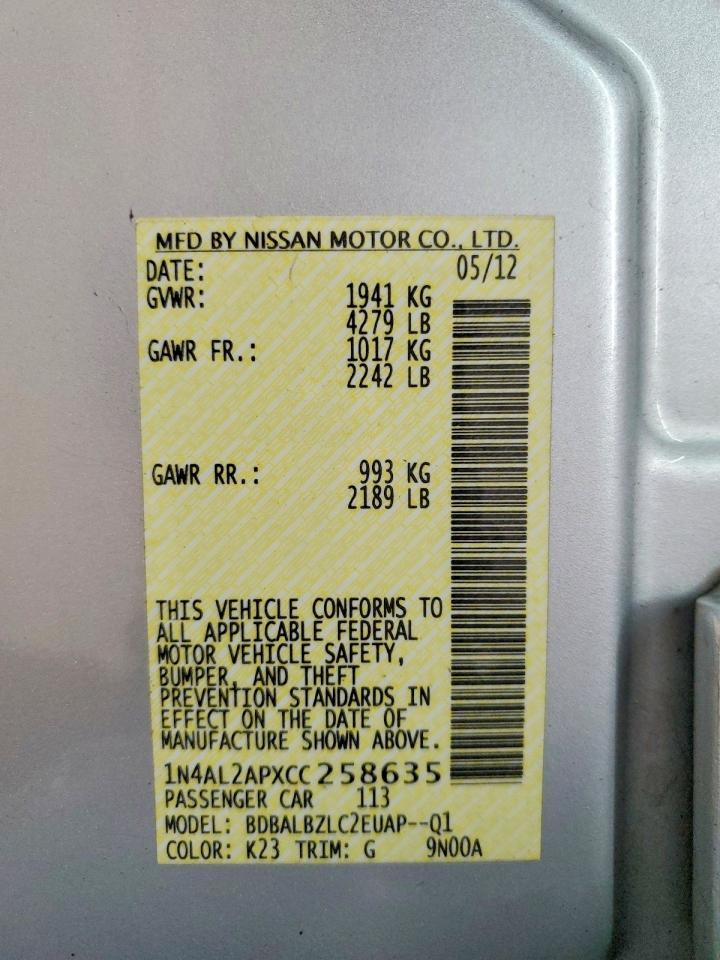 MFD BY NISSAN MOTOR CO., LTD.
DATE: 05/12
GVWR: 1941 KG
4279 LB
GAWR FR.: 1017 KG
2242 LB
GAWR RR.: 993 KG
2189 LB
THIS VEHICLE CONFORMS TO
ALL APPLICABLE FEDERAL
MOTOR VEHICLE SAFETY,
BUMPER, AND THEFT
PREVENTION STANDARDS IN
EFFECT ON THE DATE OF
MANUFACTURE SHOWN ABOVE.
1N4AL2APXCC258635
PASSENGER CAR 113
MODEL: BDBALBZLC2EUAP--Q1
COLOR: K23 TRIM: G 9N00A